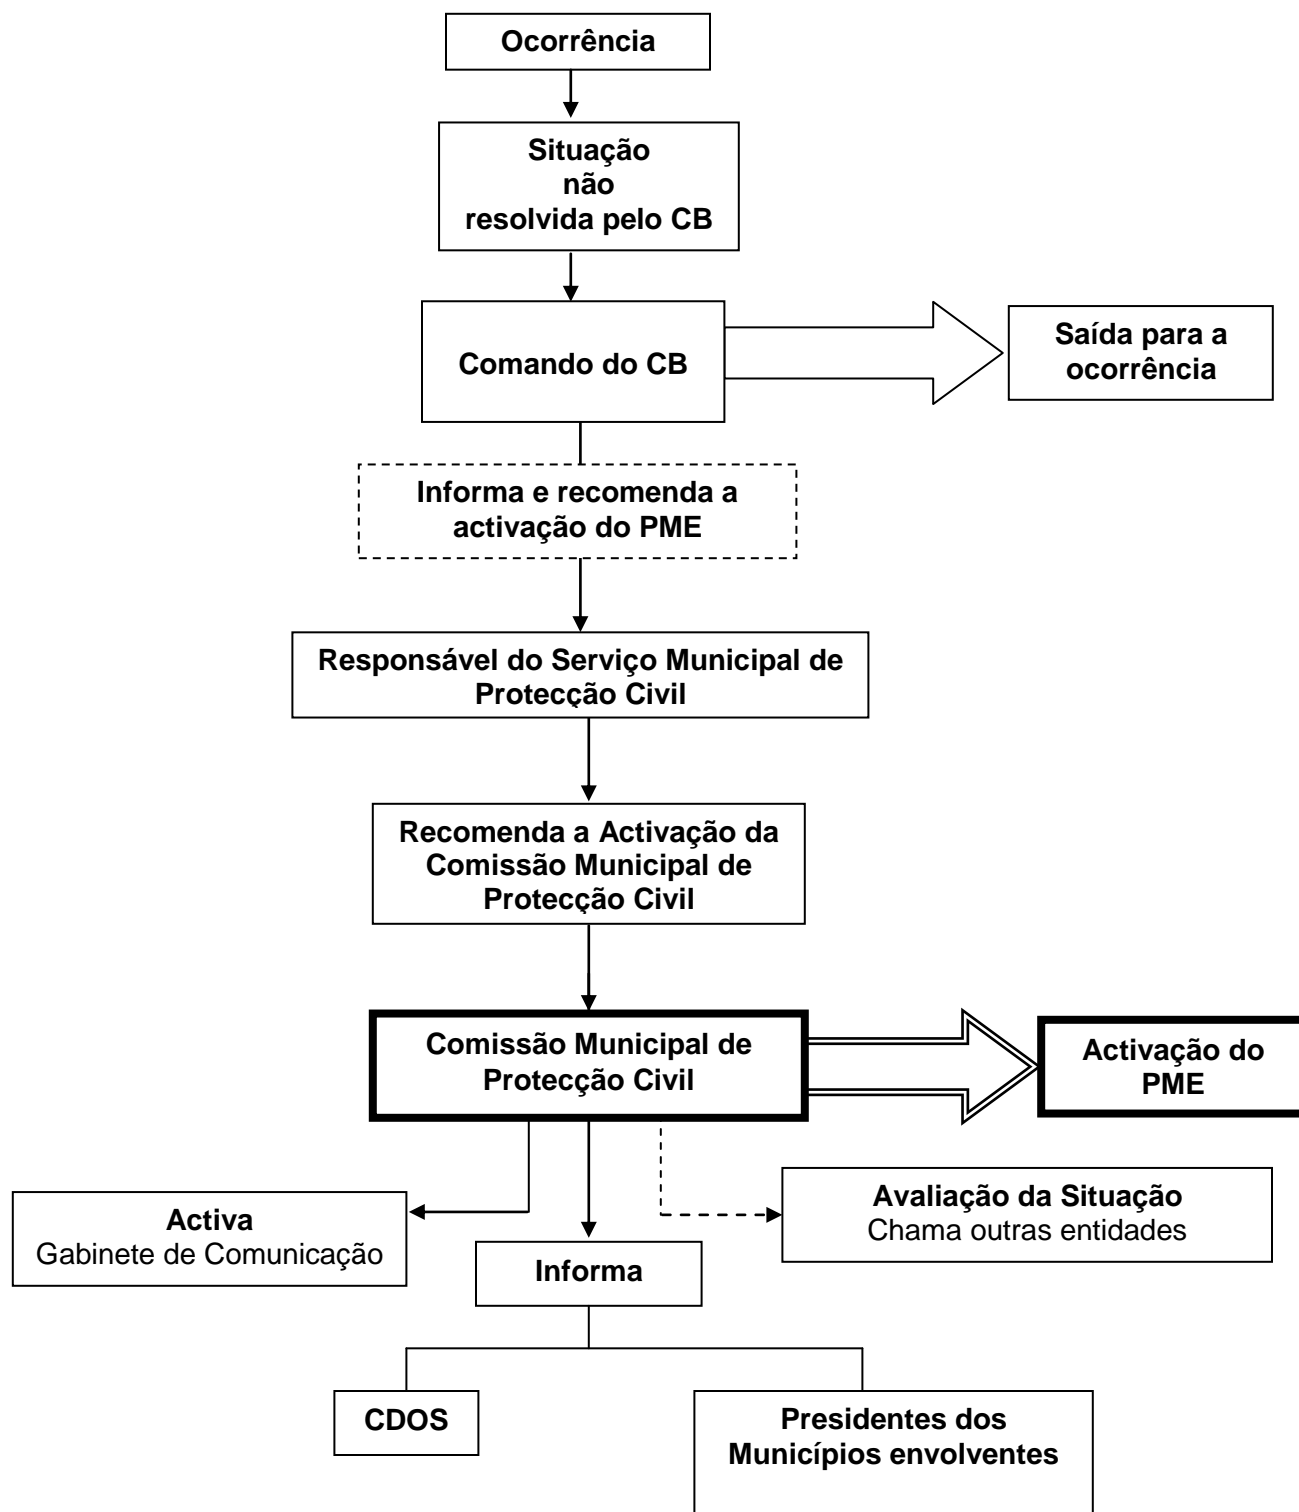 Ocorrência
Situação
não
resolvida pelo CB
Comando do CB
Saída para a
ocorrência
Informa e recomenda a
activação do PME
Responsável do Serviço Municipal de
Protecção Civil
Recomenda a Activação da
Comissão Municipal de
Protecção Civil
Comissão Municipal de
Protecção Civil
Activação do
PME
Activa
Gabinete de Comunicação
Avaliação da Situação
Chama outras entidades
Informa
CDOS
Presidentes dos
Municípios envolventes